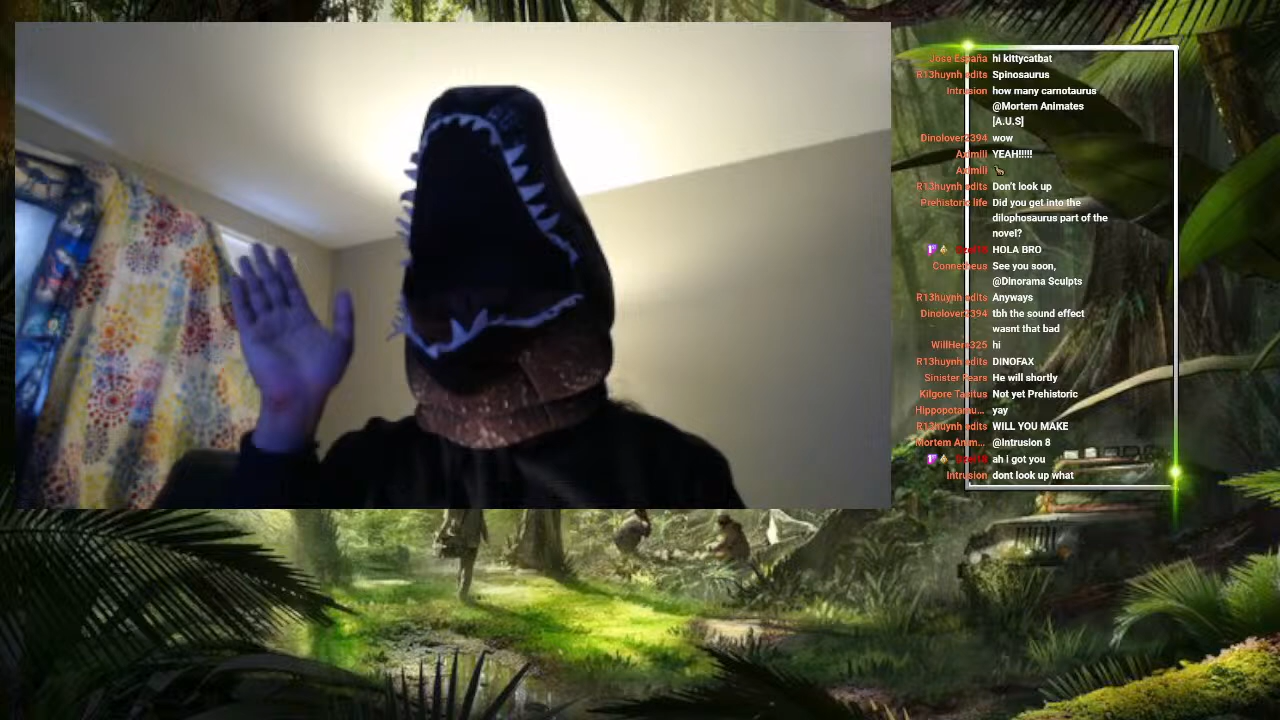 Jose España hi kittycatbat
R13huynh edits Spinosaurus
Intrusion how many carnotaurus
@Mortem Animates
[A.U.S]
wow
YEAH!!!!!
R13huynh edits Don't look up
Prehistoric life Did you get into the
dilophosaurus part of the
novel?
HOLA BRO
See you soon,
@Dinorama Sculpts
R13huynh edits Anyways
tbh the sound effect
wasnt that bad
hi
R13huynh edits DINOFAX
Sinister Fears He will shortly
Kilgore Not yet Prehistoric
Hippopotamu... yay
R13huynh edits WILL YOU MAKE
Mortem Anim... @Intrusion 8
ah i got you
Intrusion dont look up what